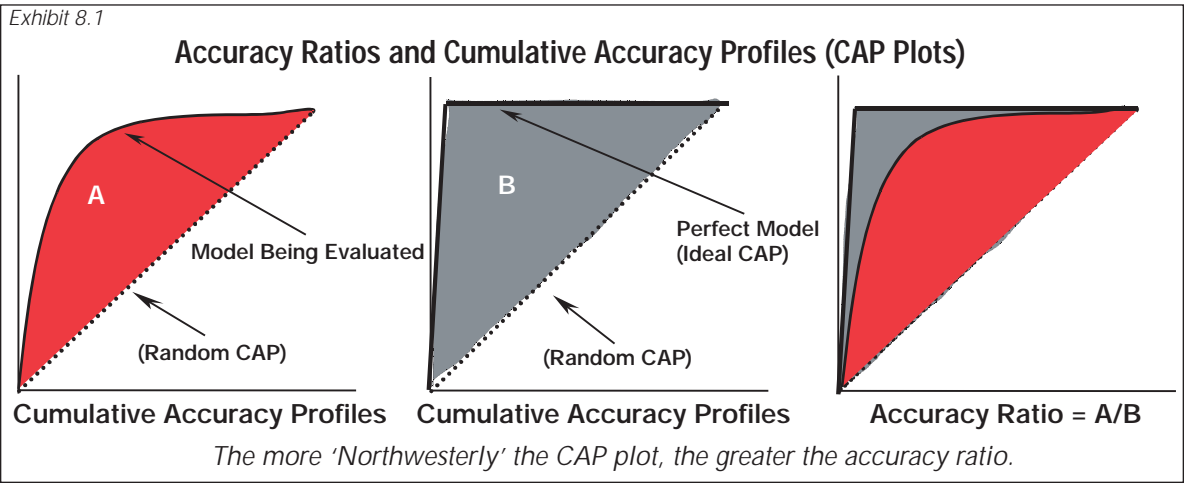 Exhibit 8.1
Accuracy Ratios and Cumulative Accuracy Profiles (CAP Plots)
A
Model Being Evaluated
(Random CAP)
Cumulative Accuracy Profiles
B
Perfect Model
(Ideal CAP)
(Random CAP)
Cumulative Accuracy Profiles
Accuracy Ratio = A/B
The more 'Northwesterly' the CAP plot, the greater the accuracy ratio.